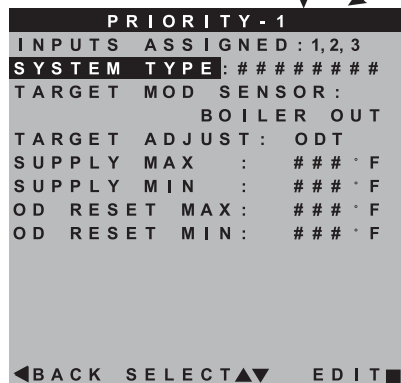 PRIORITY-1
INPUTS ASSIGNED:1,2,3
SYSTEM TYPE:########
TARGET MOD SENSOR:
BOILER OUT
TARGET ADJUST: ODT
SUPPLY MAX : ###°F
SUPPLY MIN : ###°F
OD RESET MAX: ###°F
OD RESET MIN: ###°F
◀BACK SELECT▲▼ EDIT■